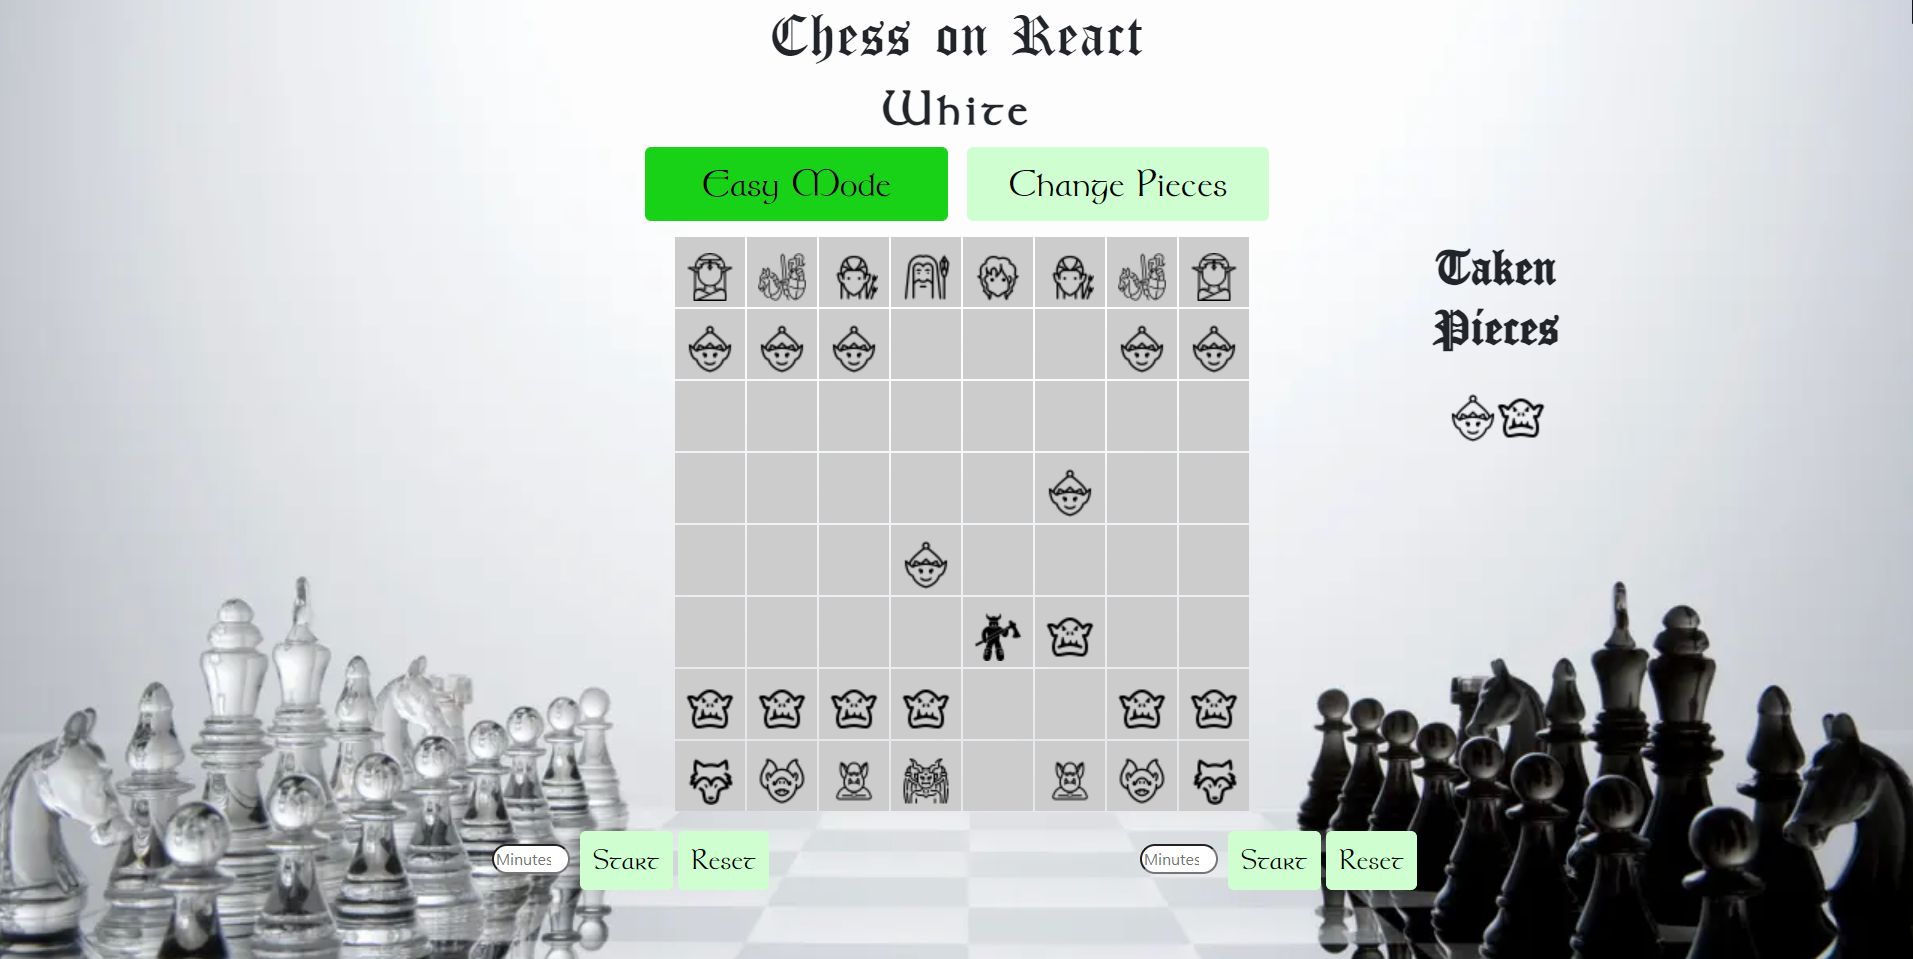 Chess on React
White
Easy Mode
Change Pieces
Taken
Pieces
Minutes
Start
Reset
Minutes
Start
Reset